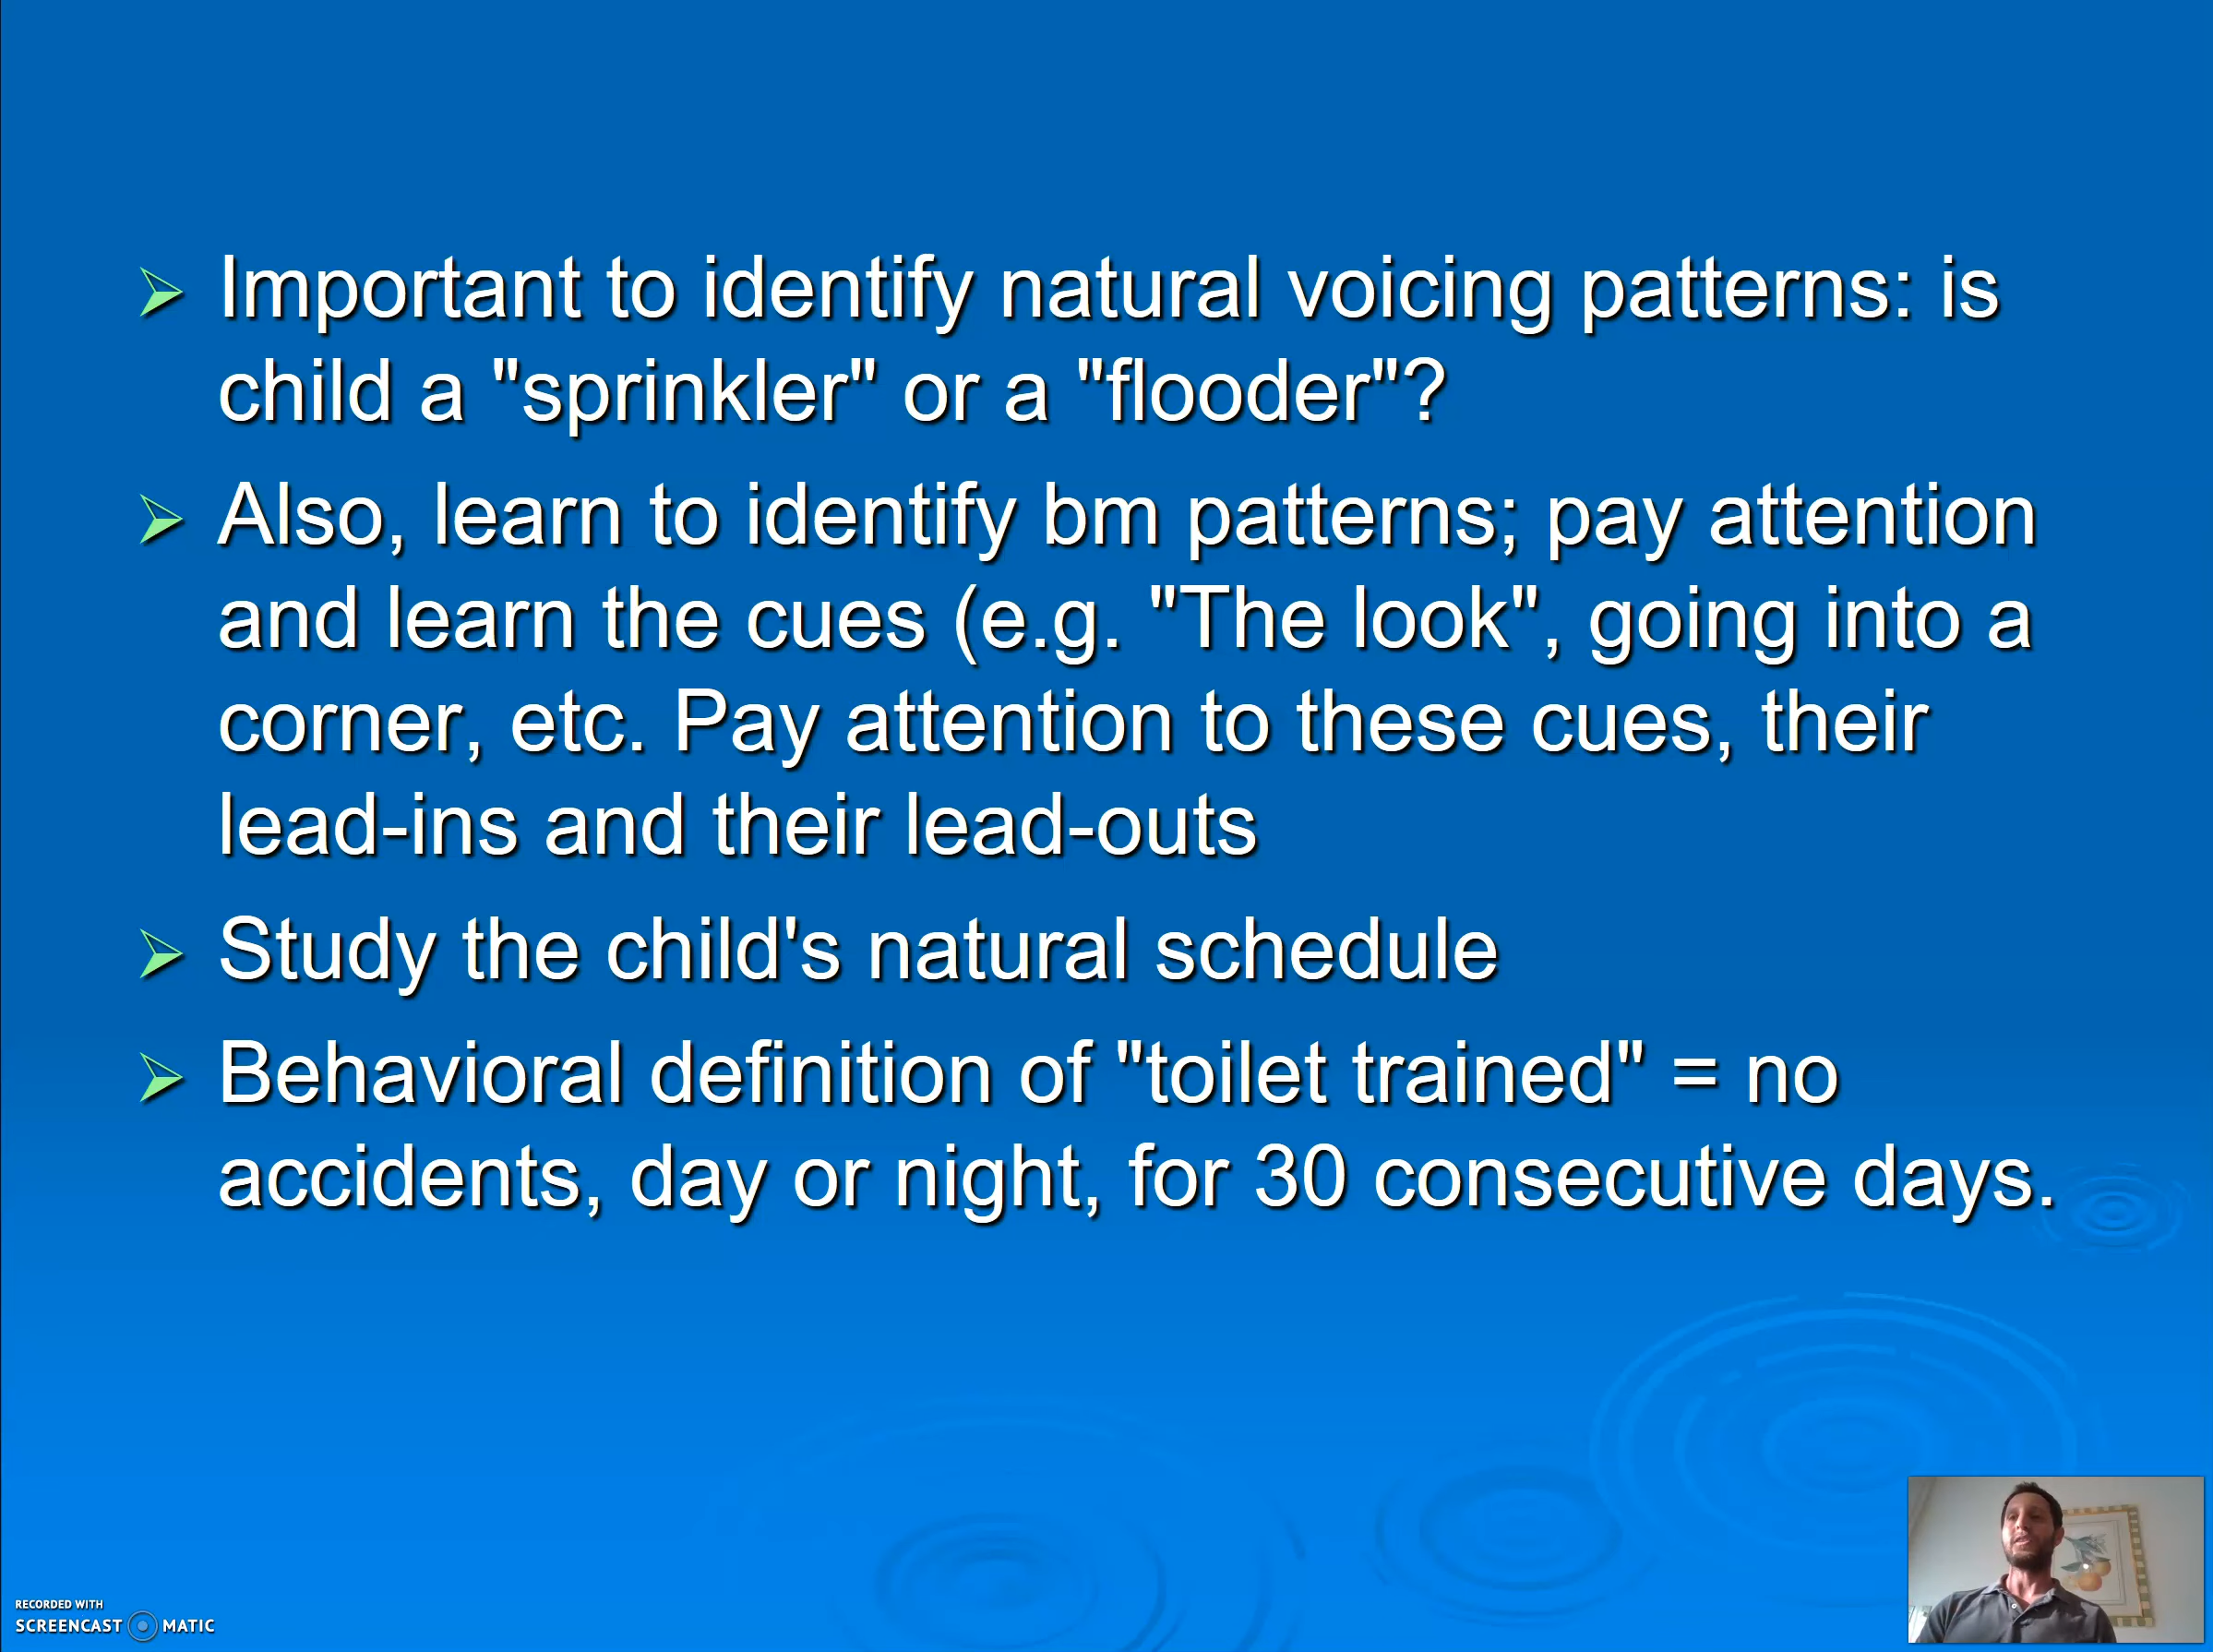 Important to identify natural voicing patterns: is
child a "sprinkler" or a "flooder"?
Also, learn to identify bm patterns; pay attention
and learn the cues (e.g. "The look", going into a
corner, etc. Pay attention to these cues, their
lead-ins and their lead-outs
Study the child's natural schedule
Behavioral definition of "toilet trained" = no
accidents, day or night, for 30 consecutive days.
RECORDED WITH
SCREENCAST MATIC